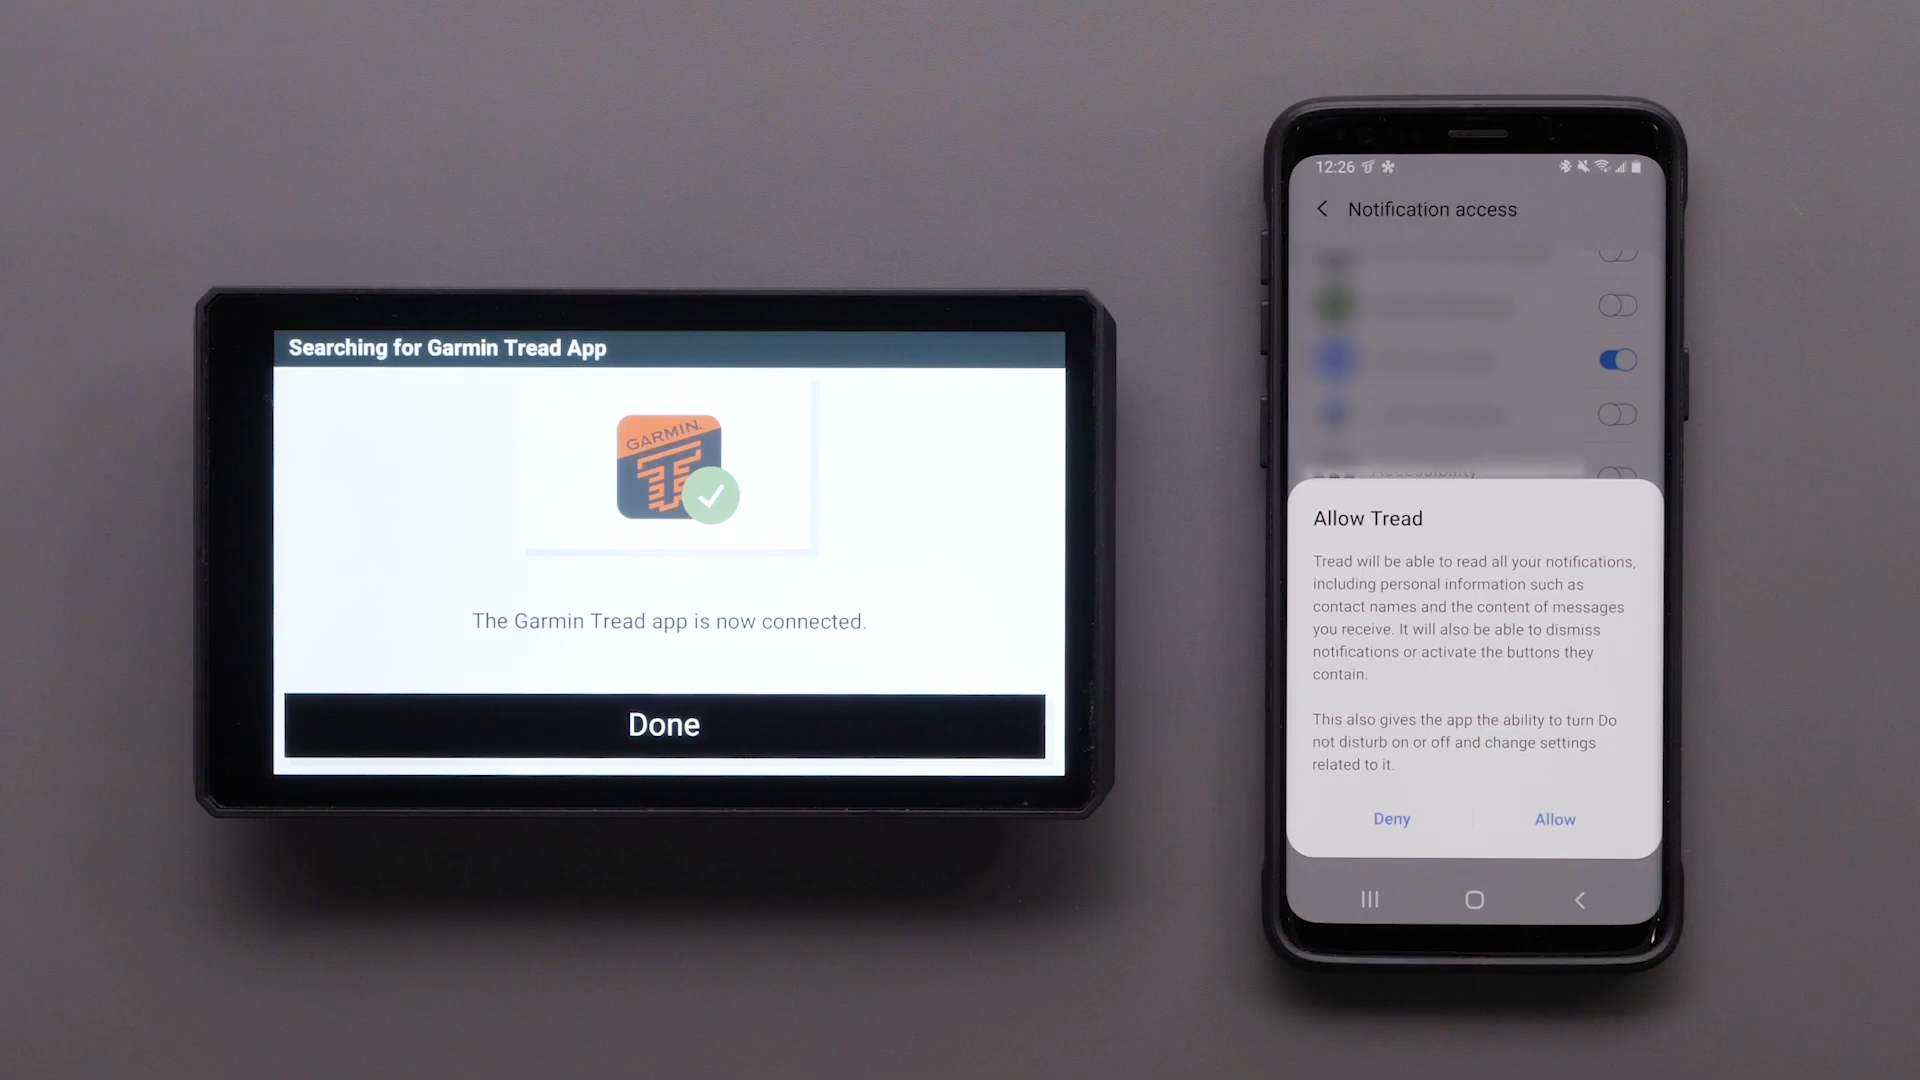 Searching for Garmin Tread App
GARMIN.
The Garmin Tread app is now connected.
Done
12:26
Notification access
Accessibility
Allow Tread
Tread will be able to read all your notifications,
including personal information such as
contact names and the content of messages
you receive. It will also be able to dismiss
notifications or activate the buttons they
contain.
This also gives the app the ability to turn Do
not disturb on or off and change settings
related to it.
Deny
Allow